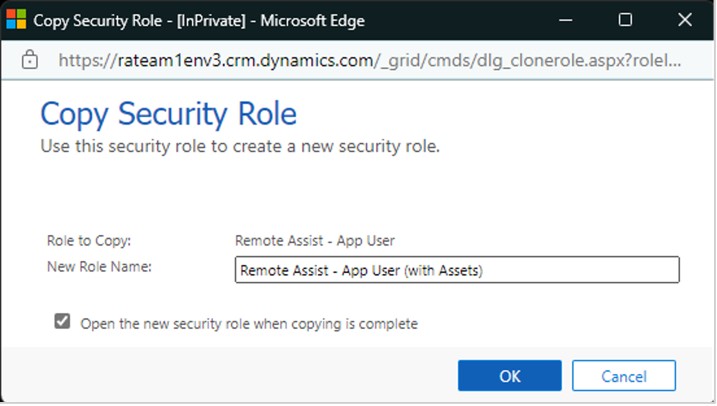 Copy Security Role - [InPrivate] - Microsoft Edge
https://rateam1env3.crm.dynamics.com/_grid/cmds/dlg_clonerole.aspx?rolel...
Copy Security Role
Use this security role to create a new security role.
Role to Copy: Remote Assist - App User
New Role Name: Remote Assist - App User (with Assets)
Open the new security role when copying is complete
OK Cancel